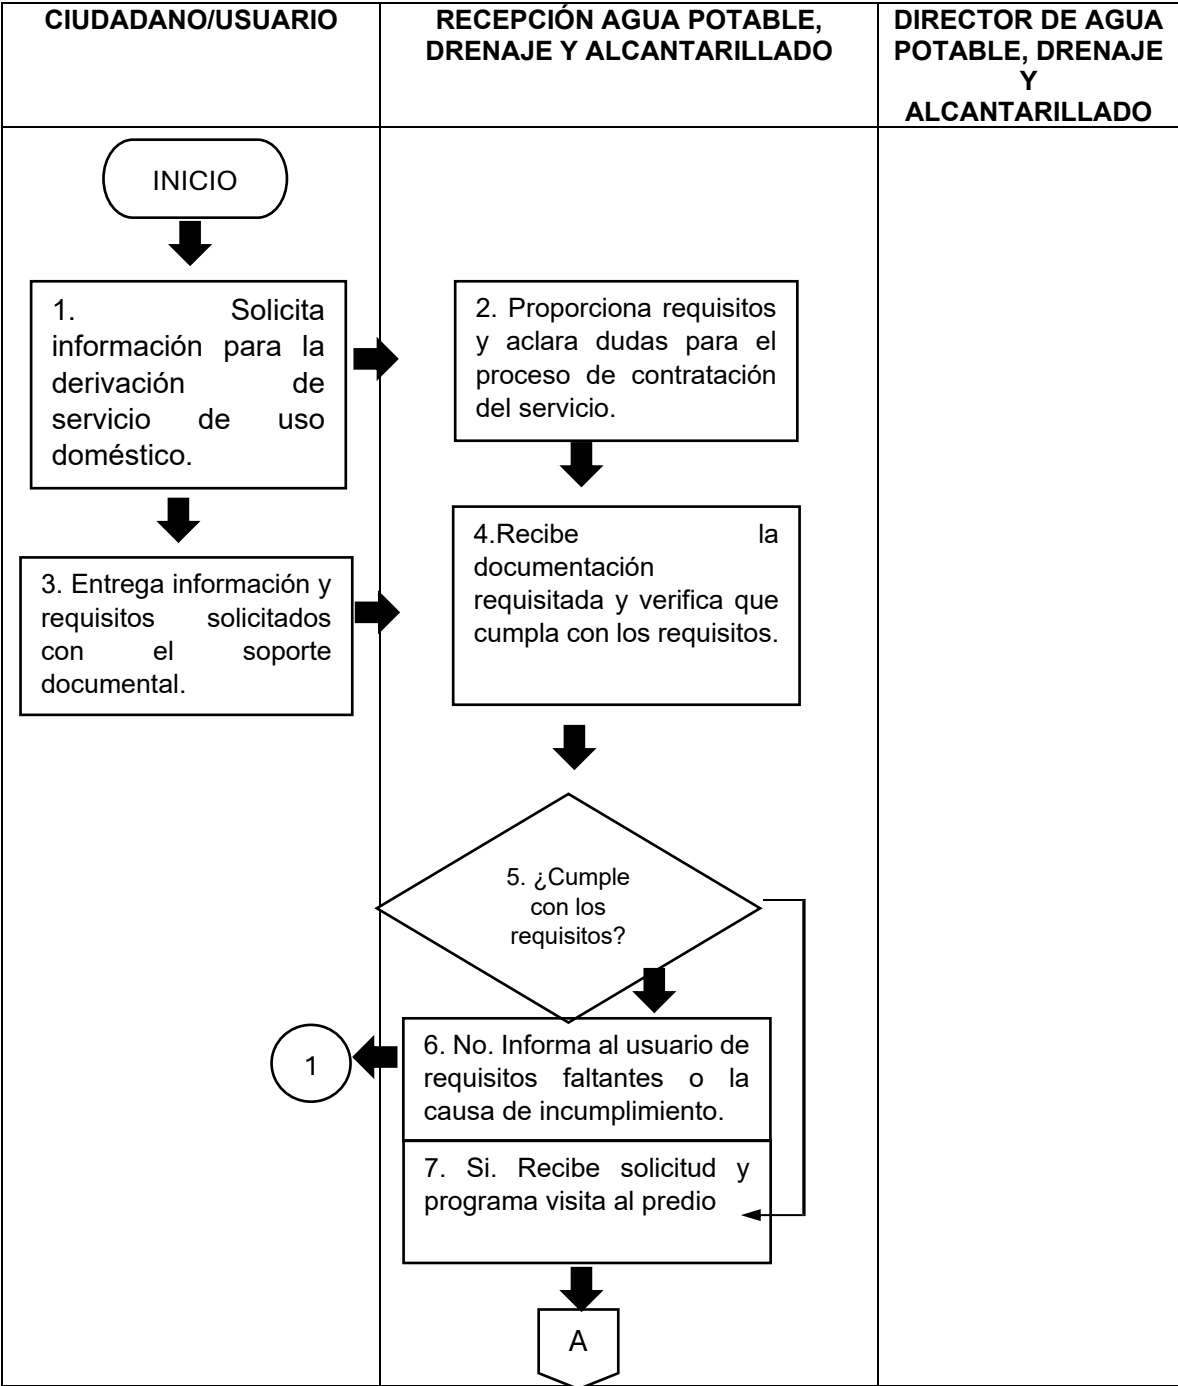 CIUDADANO/USUARIO
RECEPCIÓN AGUA POTABLE,
DRENAJE Y ALCANTARILLADO
DIRECTOR DE AGUA
POTABLE, DRENAJE
Y
ALCANTARILLADO
INICIO
1. Solicita
información para la
derivación de
servicio de uso
doméstico.
2. Proporciona requisitos
y aclara dudas para el
proceso de contratación
del servicio.
3. Entrega información y
requisitos solicitados
con el soporte
documental.
4.Recibe la
documentación
requisitada y verifica que
cumpla con los requisitos.
5. ¿Cumple
con los
requisitos?
6. No. Informa al usuario de
requisitos faltantes o la
causa de incumplimiento.
1
7. Si. Recibe solicitud y
programa visita al predio
A